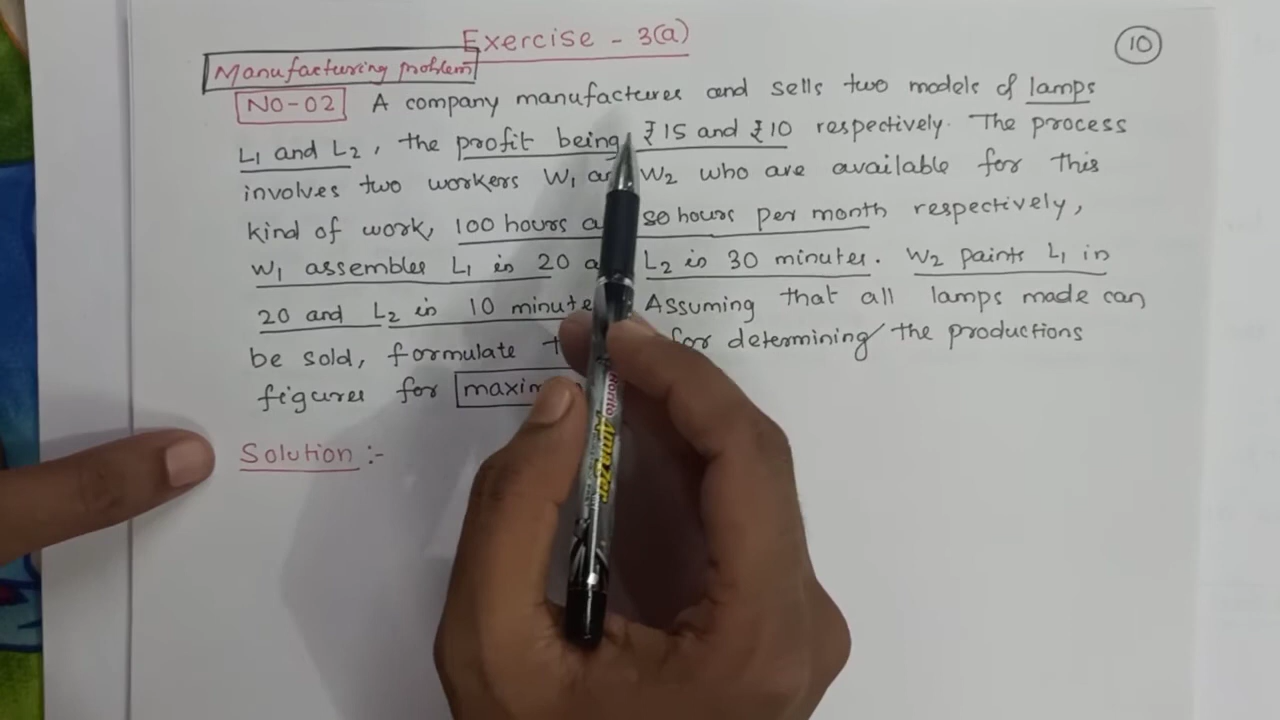 Exercise - 3(a)
10
Manufacturing problem
NO-02 A company manufactures and sells two models of lamps
L₁ and L₂, the profit being ₹15 and ₹10 respectively. The process
involves two workers W₁ W₂ who are available for this
kind of work, 100 hours 80 hours per month respectively,
W₁ assembles L₁ in 20 L₂ in 30 minutes. W₂ paints L₁ in
20 and L₂ in 10 minute Assuming that all lamps made can
be sold, formulate for determining the productions
figures for
Solution :-
Rorito
Amazer